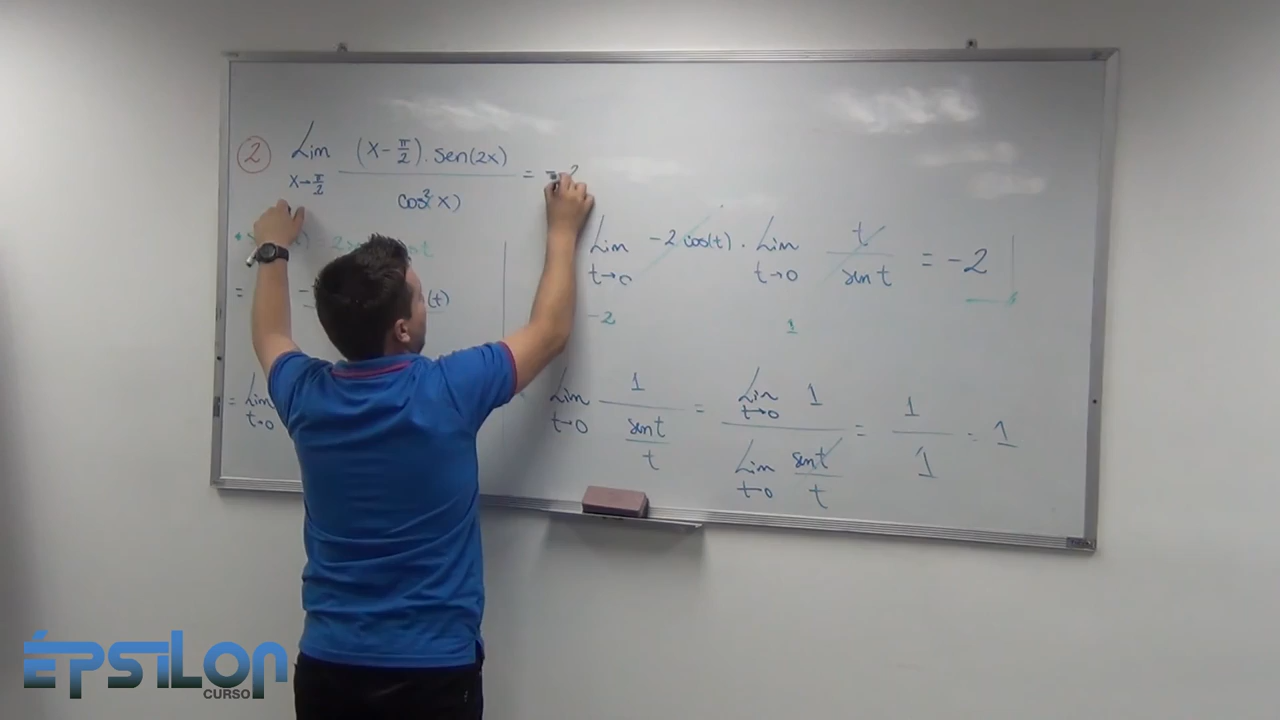 2 Lim (x - π/2) . sen(2x) = -2
x→π/2 cos²(x)
Lim -2 cos(t) . Lim t/sen t = -2
t→0 t→0
-2 1
= (t)
= Lim
t→0
Lim 1/(sen t/t) = Lim 1 / Lim sen t/t = 1/1 = 1
t→0 t→0 t→0
ÉPSILON
CURSO